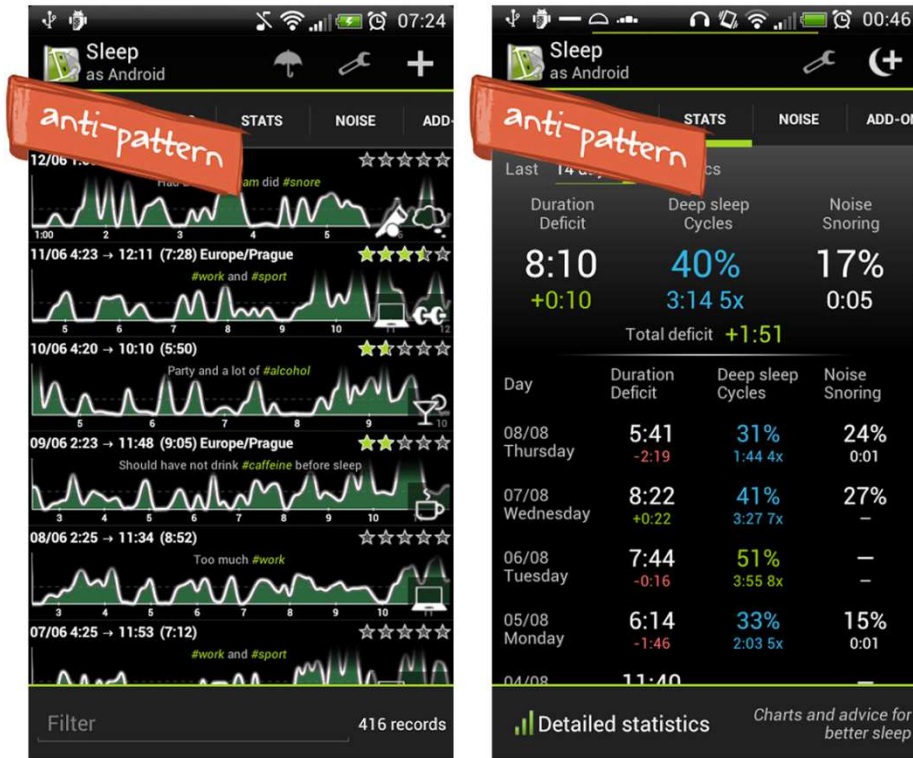 07:24
Sleep
as Android
STATS
NOISE
ADD-
anti-pattern
12/06
did #snore
1:00 2 3 4 5 6
11/06 4:23 → 12:11 (7:28) Europe/Prague
#work and #sport
5 6 7 8 9 10 11 12
10/06 4:20 → 10:10 (5:50)
Party and a lot of #alcohol
5 6 7 8 9 10
09/06 2:23 → 11:48 (9:05) Europe/Prague
Should have not drink #caffeine before sleep
3 4 5 6 7 8 9 10
08/06 2:25 → 11:34 (8:52)
Too much #work
3 4 5 6 7 8 9 10
07/06 4:25 → 11:53 (7:12)
#work and #sport
Filter
416 records
00:46
Sleep
as Android
STATS
NOISE
ADD-O
anti-pattern
Last 14
Duration Deep sleep Noise
Deficit Cycles Snoring
8:10 40% 17%
+0:10 3:14 5x 0:05
Total deficit +1:51
Day Duration Deep sleep Noise
Deficit Cycles Snoring
08/08 5:41 31% 24%
Thursday -2:19 1:44 4x 0:01
07/08 8:22 41% 27%
Wednesday +0:22 3:27 7x –
06/08 7:44 51% –
Tuesday -0:16 3:55 8x –
05/08 6:14 33% 15%
Monday -1:46 2:03 5x 0:01
04/08 11:40 –
Detailed statistics
Charts and advice for
better sleep